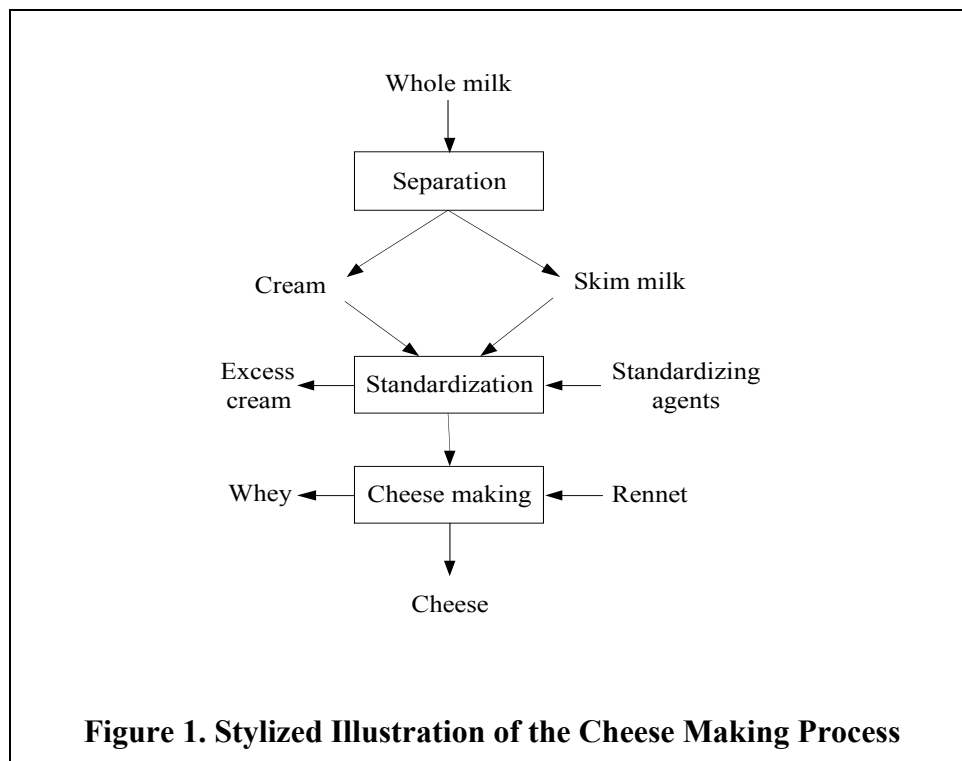 Whole milk
Separation
Cream
Skim milk
Excess
cream
Standardization
Standardizing
agents
Whey
Cheese making
Rennet
Cheese
Figure 1. Stylized Illustration of the Cheese Making Process